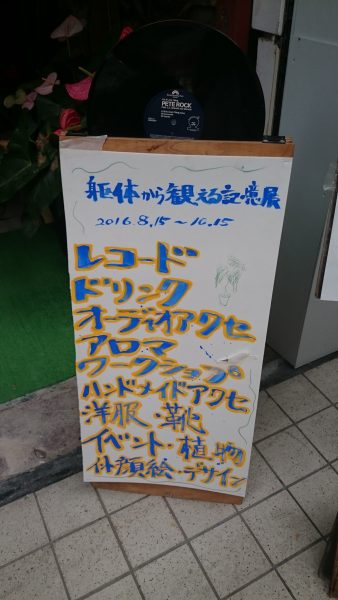 PETE ROCK
躯体から観える記憶展
2016.8.15〜10.15
レコード
ドリンク
オーディオアクセ
アロマ
ワークショップ
ハンドメイドアクセ
・洋服・靴
イベント・植物
似顔絵・デザイン